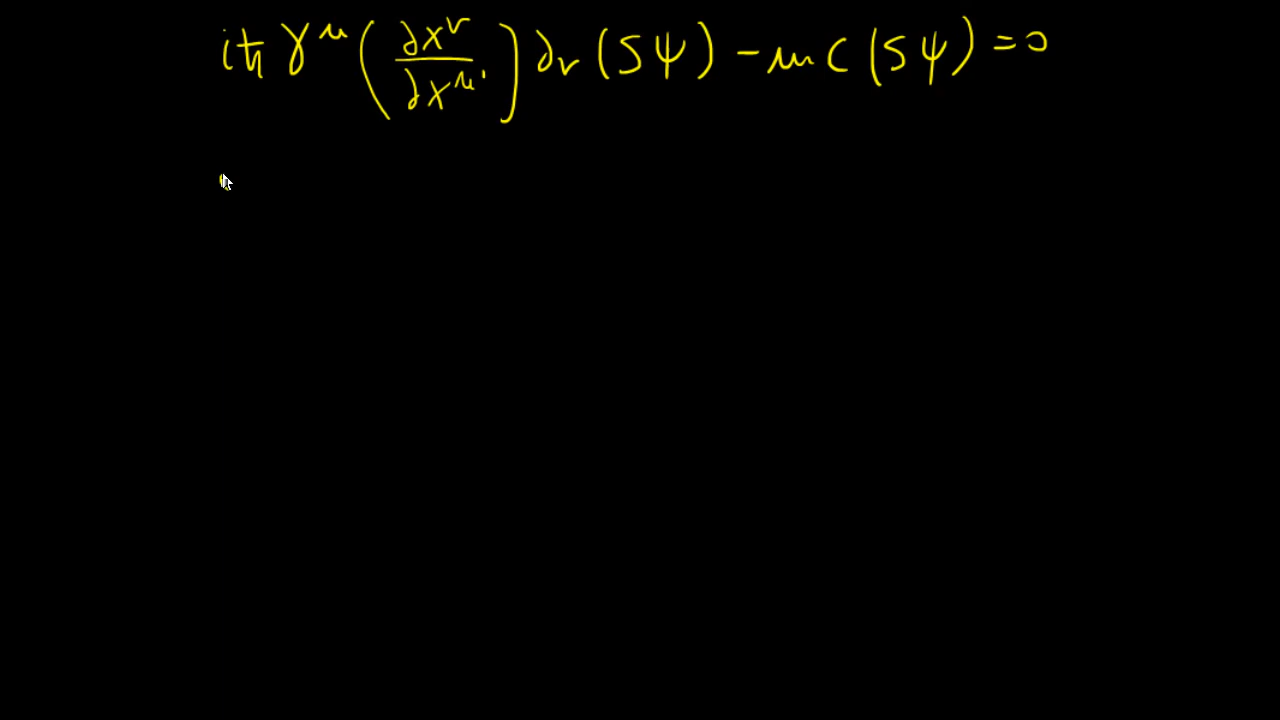 iħ γ^μ (∂x^ν / ∂x^μ') ∂_ν (Sψ) - mc (Sψ) = 0